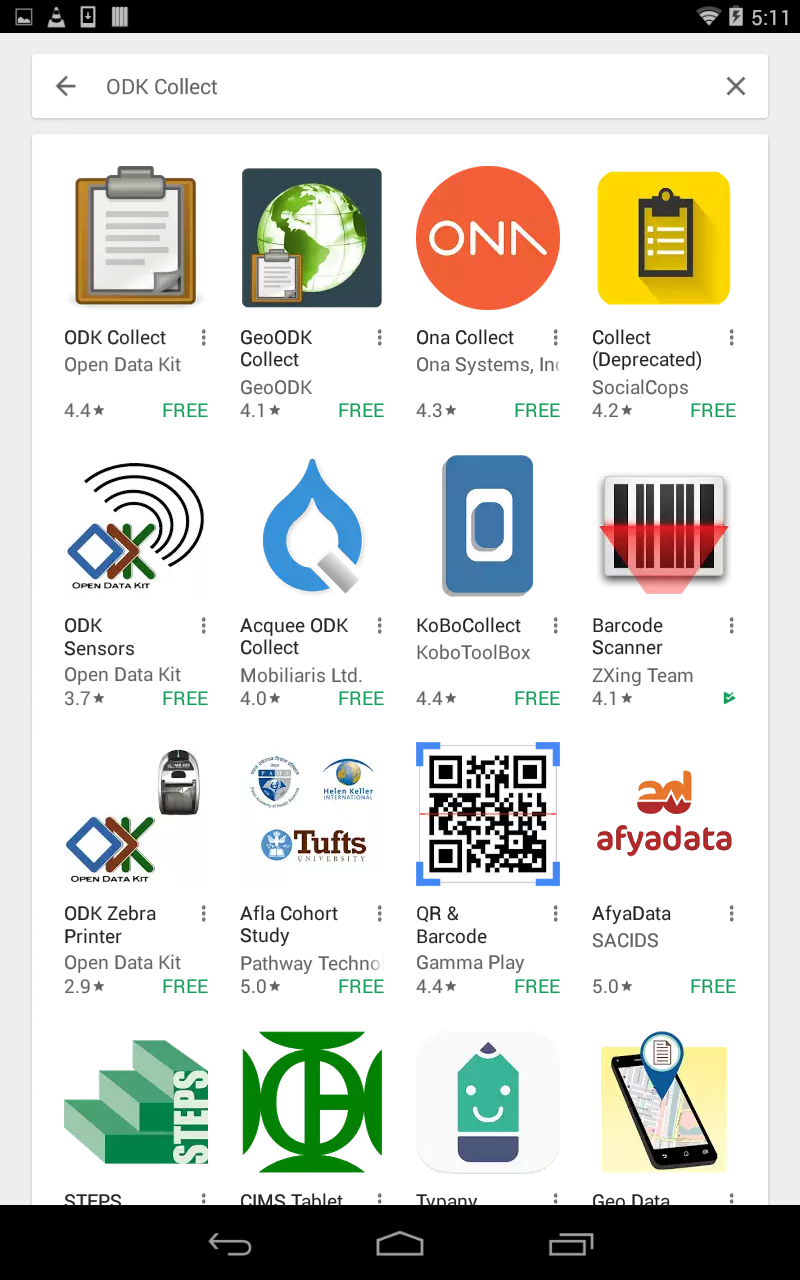 5:11
ODK Collect
ONA
ODK Collect
Open Data Kit
4.4★ FREE
GeoODK
Collect
GeoODK
4.1★ FREE
Ona Collect
Ona Systems, Inc
4.3★ FREE
Collect
(Deprecated)
SocialCops
4.2★ FREE
ODK
OPEN DATA KIT
ODK
Sensors
Open Data Kit
3.7★ FREE
Acquee ODK
Collect
Mobiliaris Ltd.
4.0★ FREE
KoBoCollect
KoboToolBox
4.4★ FREE
Barcode
Scanner
ZXing Team
4.1★
ODK
OPEN DATA KIT
Helen Keller
INTERNATIONAL
Tufts
UNIVERSITY
afyadata
ODK Zebra
Printer
Open Data Kit
2.9★ FREE
Afla Cohort
Study
Pathway Techno
5.0★ FREE
QR &
Barcode
Gamma Play
4.4★ FREE
AfyaData
SACIDS
5.0★ FREE
STEPS
STEPS
CIMS Tablet
Typany
Geo Data